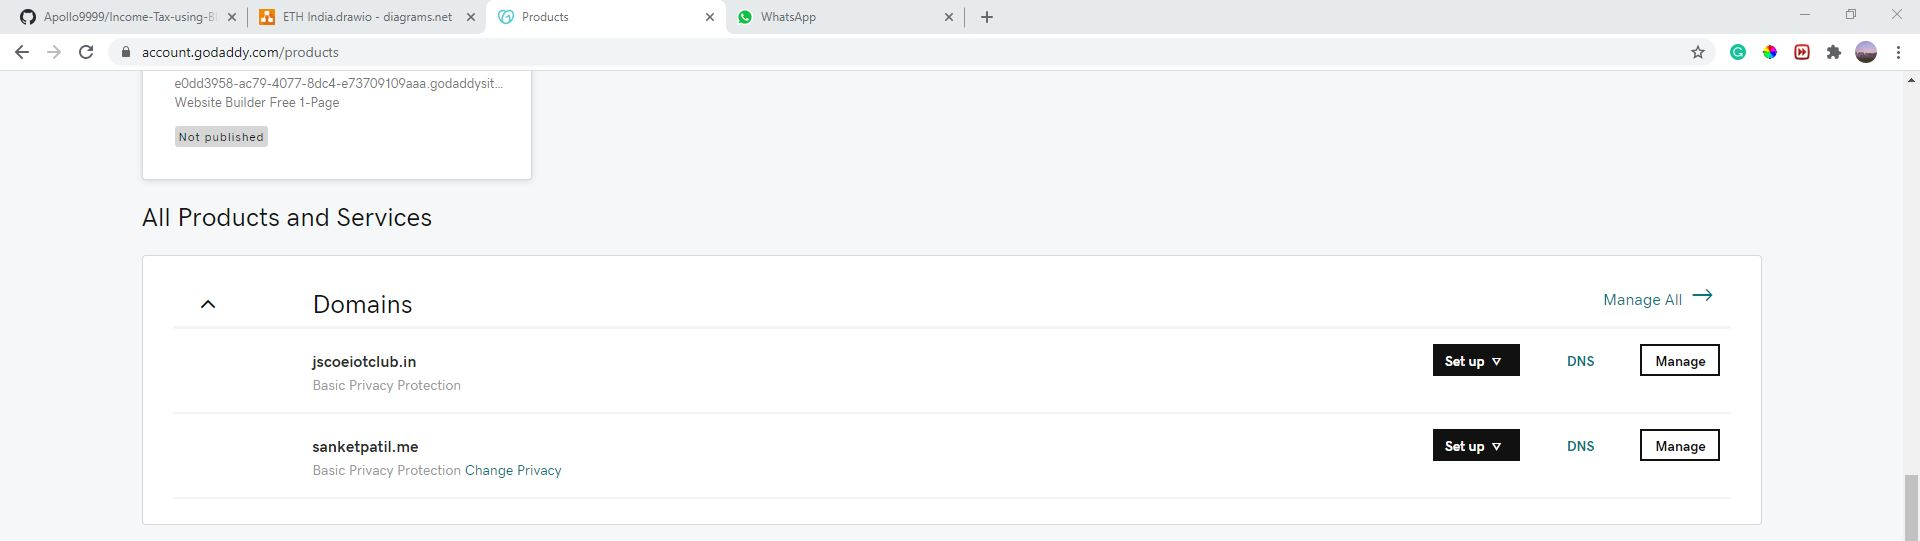 Apollo9999/Income-Tax-using-Bl
ETH India.drawio - diagrams.net
Products
WhatsApp
account.godaddy.com/products
e0dd3958-ac79-4077-8dc4-e73709109aaa.godaddysit...
Website Builder Free 1-Page
Not published
All Products and Services
Domains
Manage All
jscoeiotclub.in
Set up
DNS
Manage
Basic Privacy Protection
sanketpatil.me
Set up
DNS
Manage
Basic Privacy Protection Change Privacy